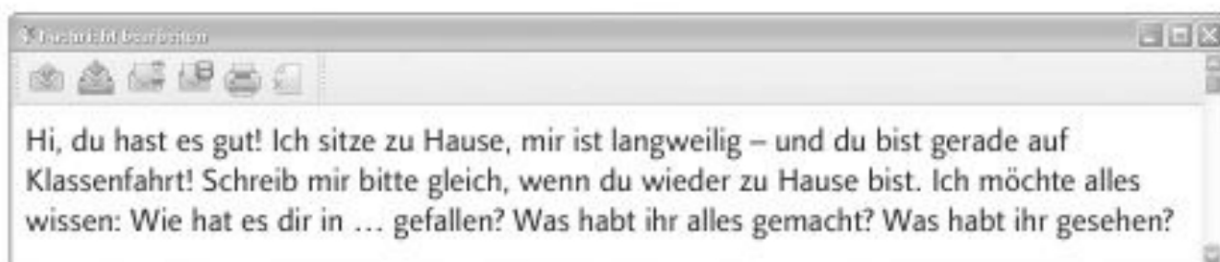 Nachricht bearbeiten
Hi, du hast es gut! Ich sitze zu Hause, mir ist langweilig – und du bist gerade auf
Klassenfahrt! Schreib mir bitte gleich, wenn du wieder zu Hause bist. Ich möchte alles
wissen: Wie hat es dir in … gefallen? Was habt ihr alles gemacht? Was habt ihr gesehen?